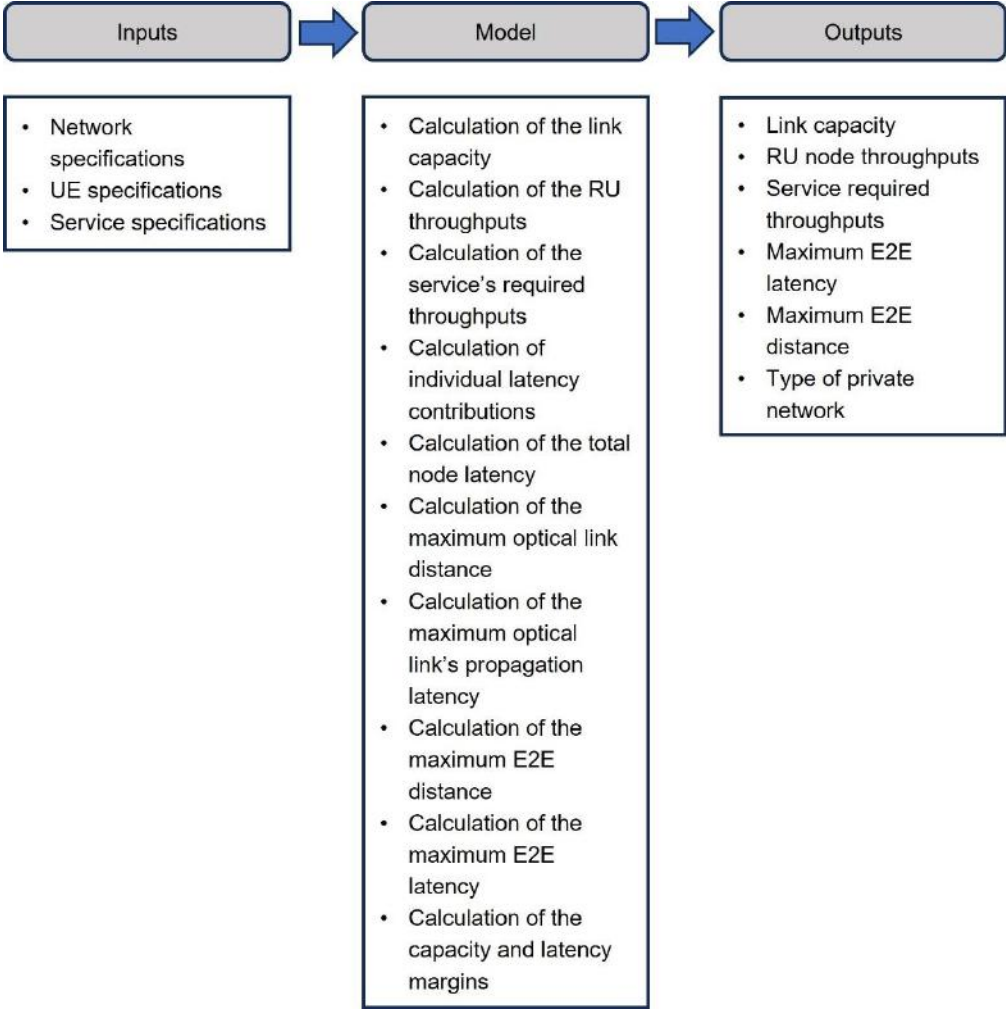 Inputs
Model
Outputs
• Network
specifications
• UE specifications
• Service specifications
• Calculation of the link
capacity
• Calculation of the RU
throughputs
• Calculation of the
service's required
throughputs
• Calculation of
individual latency
contributions
• Calculation of the total
node latency
• Calculation of the
maximum optical link
distance
• Calculation of the
maximum optical
link's propagation
latency
• Calculation of the
maximum E2E
distance
• Calculation of the
maximum E2E
latency
• Calculation of the
capacity and latency
margins
• Link capacity
• RU node throughputs
• Service required
throughputs
• Maximum E2E
latency
• Maximum E2E
distance
• Type of private
network